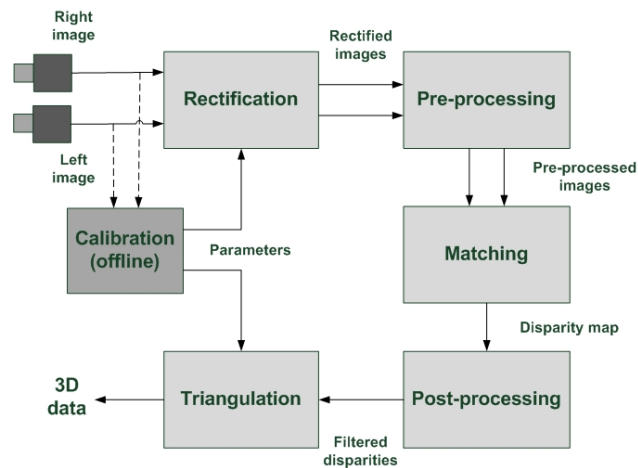 Right
image
Rectified
images
Rectification
Pre-processing
Left
image
Pre-processed
images
Calibration
(offline)
Parameters
Matching
Disparity map
3D
data
Triangulation
Post-processing
Filtered
disparities